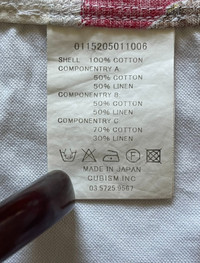 0115205011006
SHELL 100% COTTON
COMPONENTRY A
50% COTTON
50% LINEN
COMPONENTRY B
50% COTTON
50% LINEN
COMPONENTRY C
70% COTTON
30% LINEN
MADE IN JAPAN
CUBISM INC.
03 5725 9567